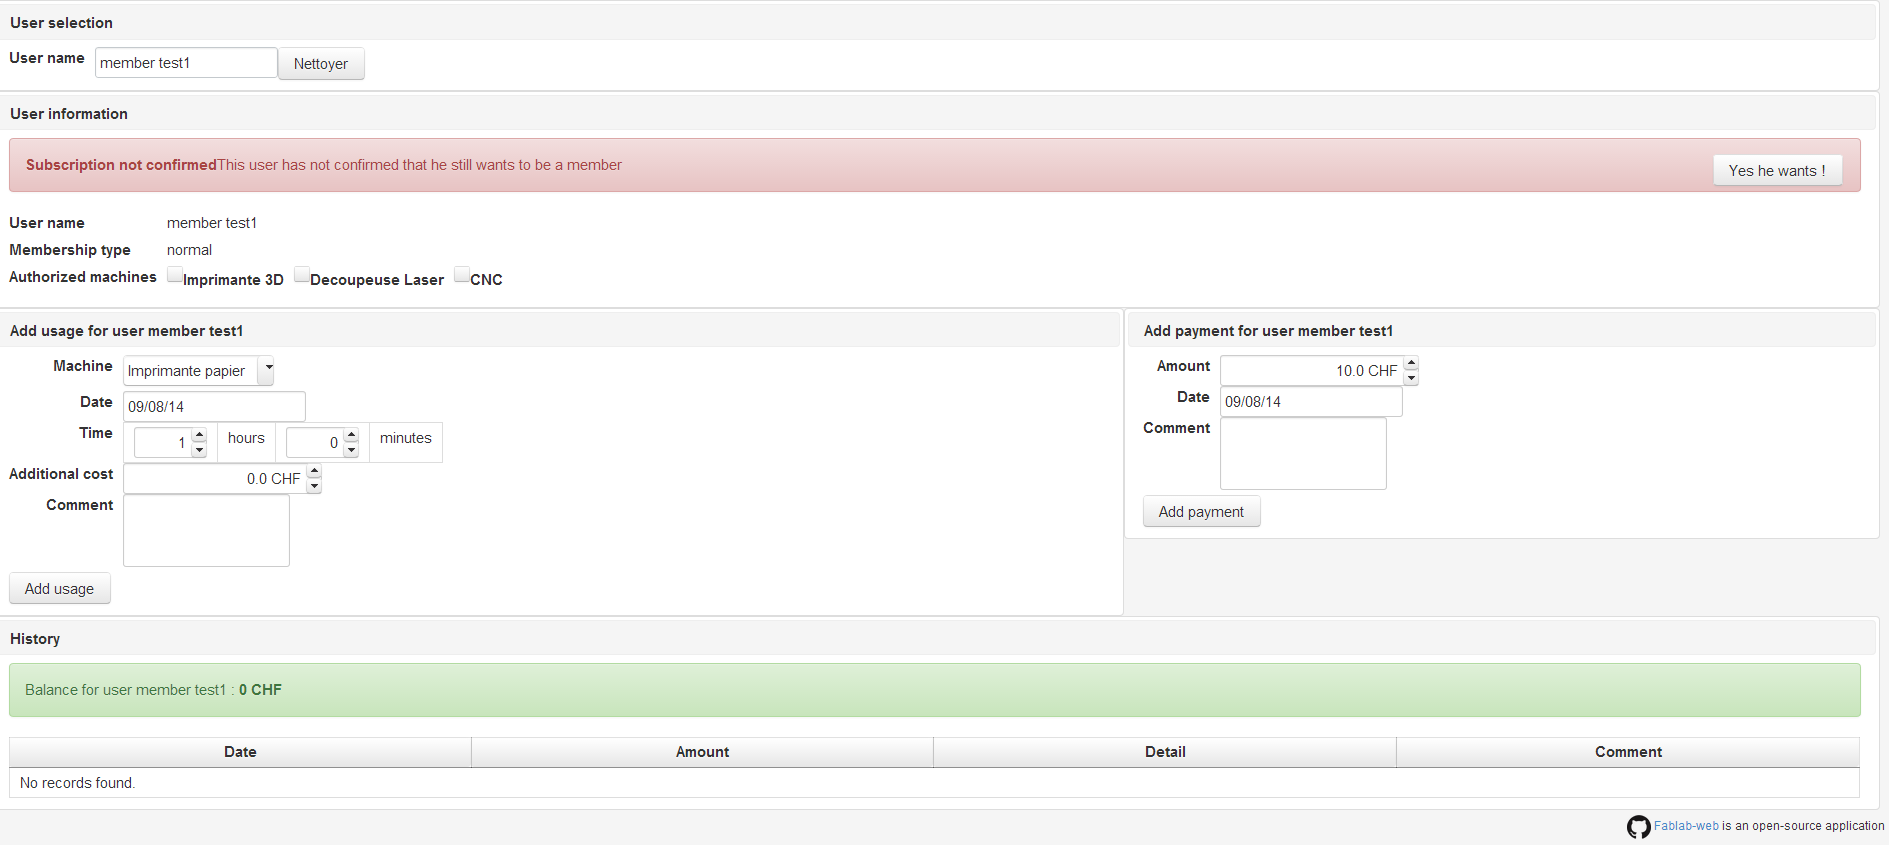 User selection
User name member test1 Nettoyer
User information
Subscription not confirmedThis user has not confirmed that he still wants to be a member Yes he wants !
User name member test1
Membership type normal
Authorized machines Imprimante 3D Decoupeuse Laser CNC
Add usage for user member test1
Machine Imprimante papier
Date 09/08/14
Time 1 hours 0 minutes
Additional cost 0.0 CHF
Comment
Add usage
Add payment for user member test1
Amount 10.0 CHF
Date 09/08/14
Comment
Add payment
History
Balance for user member test1 : 0 CHF
Date Amount Detail Comment
No records found.
Fablab-web is an open-source application